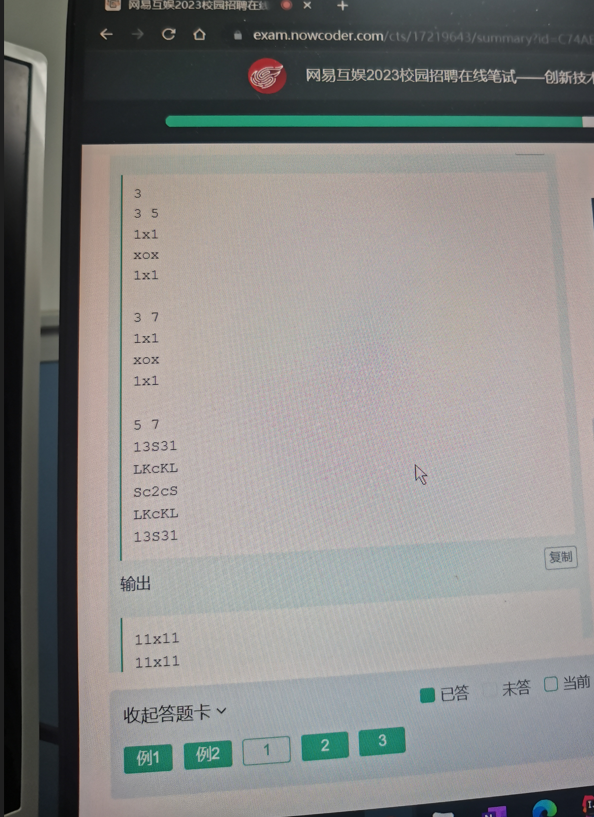 网易互娱2023校园招聘在线
exam.nowcoder.com/cts/17219643/summary?id=C74A
网易互娱2023校园招聘在线笔试——创新技术
3
3 5
1x1
xox
1x1
3 7
1x1
xox
1x1
5 7
13S31
LKcKL
Sc2cS
LKcKL
13S31
复制
输出
11x11
11x11
收起答题卡
已答
未答
当前
例1
例2
1
2
3